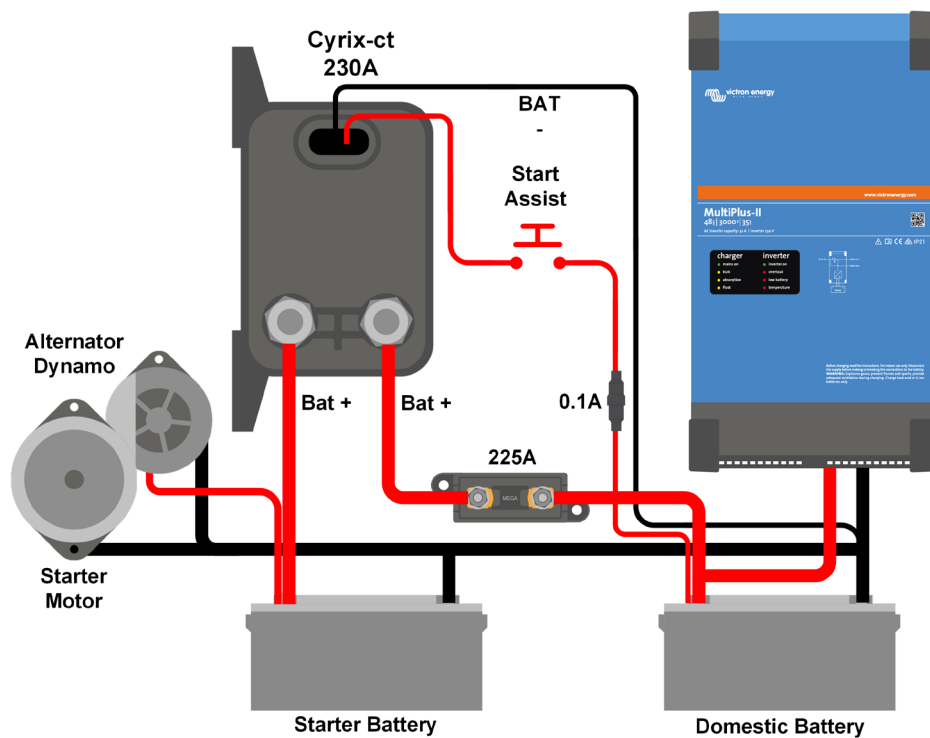 Cyrix-ct
230A
BAT
-
Start
Assist
victron energy
www.victronenergy.com
MultiPlus-II
charger
mains on
bulk
absorption
float
inverter
inverter on
overload
low battery
temperature
IP21
Alternator
Dynamo
Bat +
Bat +
0.1A
225A
MEGA
Starter
Motor
Starter Battery
Domestic Battery